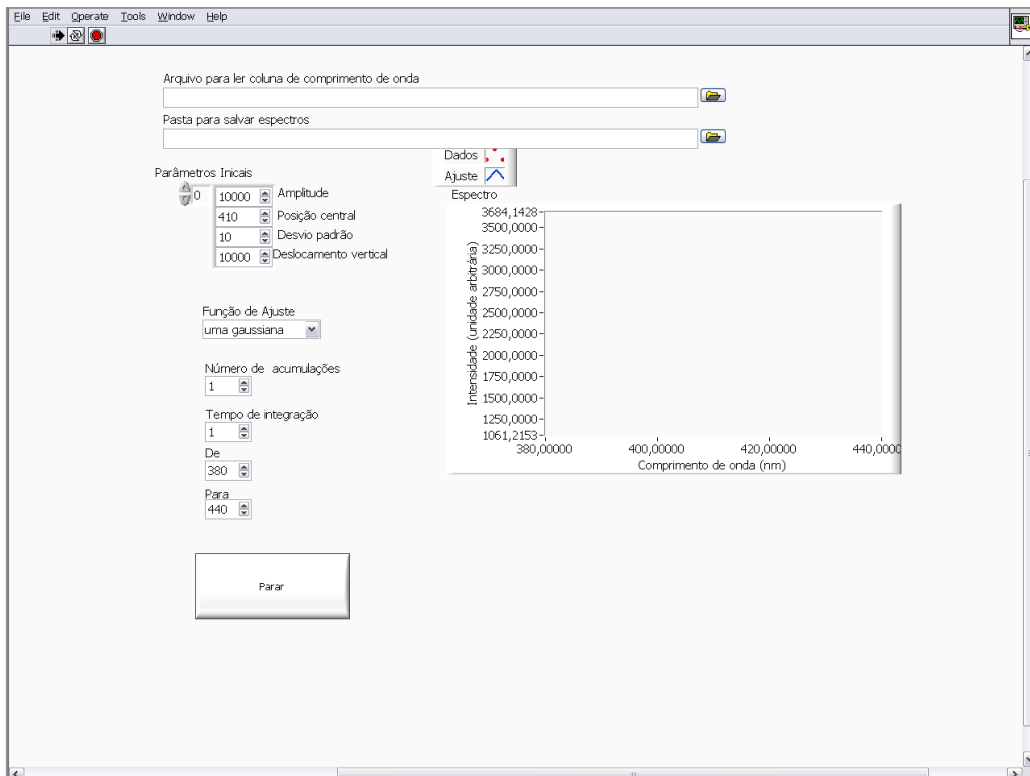 File Edit Operate Tools Window Help
Arquivo para ler coluna de comprimento de onda
Pasta para salvar espectros
Dados
Ajuste
Parâmetros Inicais
0
10000 Amplitude
410 Posição central
10 Desvio padrão
10000 Deslocamento vertical
Espectro
3684,1428
3500,0000
3250,0000
3000,0000
2750,0000
2500,0000
2250,0000
2000,0000
1750,0000
1500,0000
1250,0000
1061,2153
Intensidade (unidade arbitrária)
380,00000 400,00000 420,00000 440,0000
Comprimento de onda (nm)
Função de Ajuste
uma gaussiana
Número de acumulações
1
Tempo de integração
1
De
380
Para
440
Parar